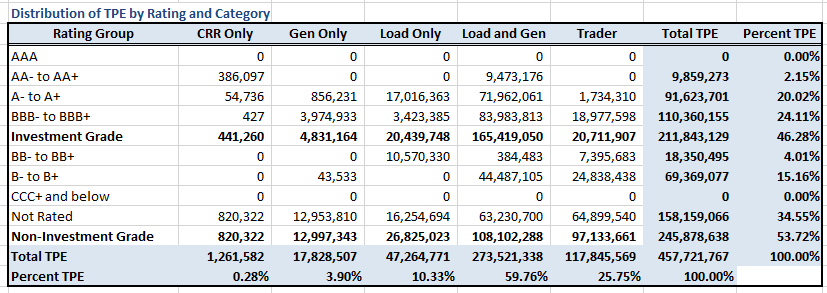 Distribution of TPE by Rating and Category
Rating Group CRR Only Gen Only Load Only Load and Gen Trader Total TPE Percent TPE
AAA 0 0 0 0 0 0 0.00%
AA- to AA+ 386,097 0 0 9,473,176 0 9,859,273 2.15%
A- to A+ 54,736 856,231 17,016,363 71,962,061 1,734,310 91,623,701 20.02%
BBB- to BBB+ 427 3,974,933 3,423,385 83,983,813 18,977,598 110,360,155 24.11%
Investment Grade 441,260 4,831,164 20,439,748 165,419,050 20,711,907 211,843,129 46.28%
BB- to BB+ 0 0 10,570,330 384,483 7,395,683 18,350,495 4.01%
B- to B+ 0 43,533 0 44,487,105 24,838,438 69,369,077 15.16%
CCC+ and below 0 0 0 0 0 0 0.00%
Not Rated 820,322 12,953,810 16,254,694 63,230,700 64,899,540 158,159,066 34.55%
Non-Investment Grade 820,322 12,997,343 26,825,023 108,102,288 97,133,661 245,878,638 53.72%
Total TPE 1,261,582 17,828,507 47,264,771 273,521,338 117,845,569 457,721,767 100.00%
Percent TPE 0.28% 3.90% 10.33% 59.76% 25.75% 100.00%